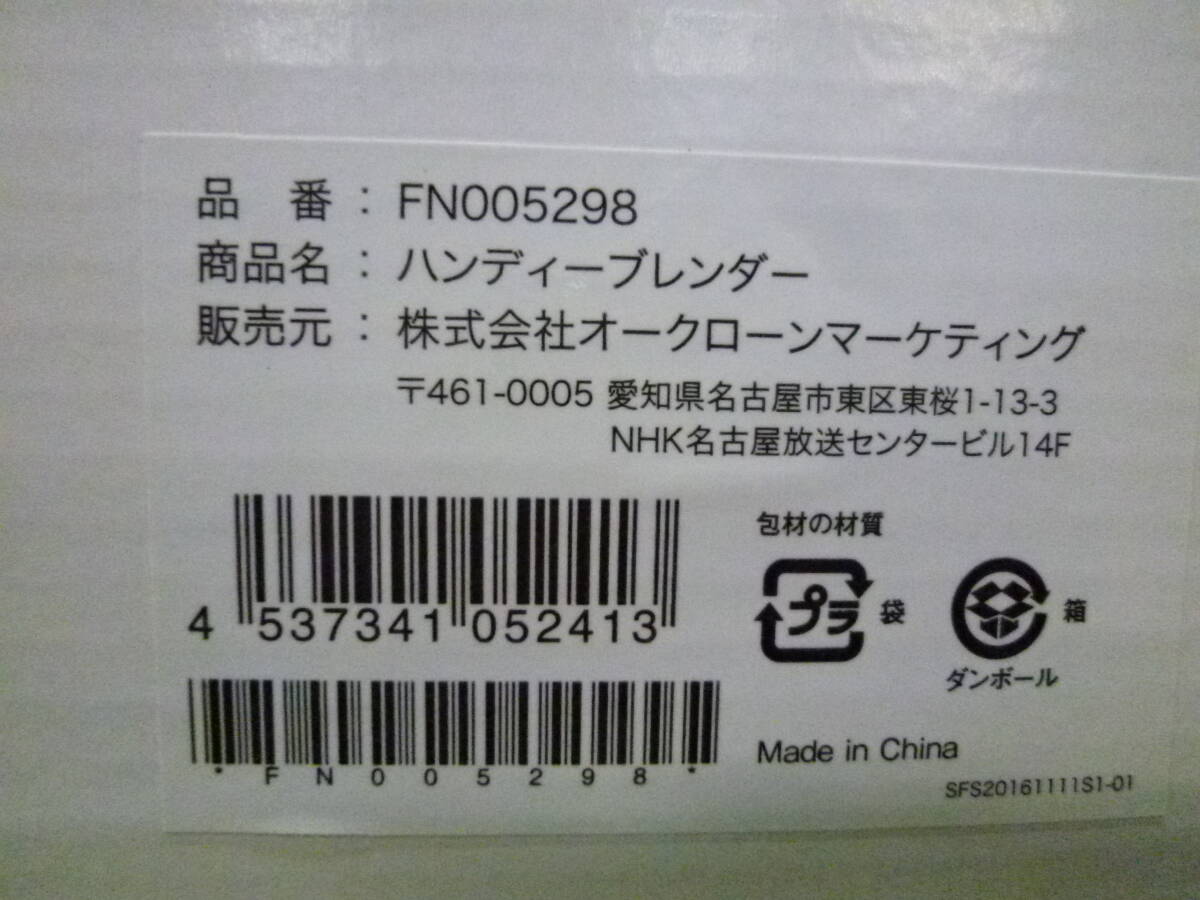 品 番 : FN005298
商品名 : ハンディーブレンダー
販売元 : 株式会社オークローンマーケティング
〒461-0005 愛知県名古屋市東区東桜1-13-3
NHK名古屋放送センタービル14F
4 537341 052413
*FN005298*
包材の材質
プラ 袋
箱
ダンボール
Made in China
SFS20161111S1-01